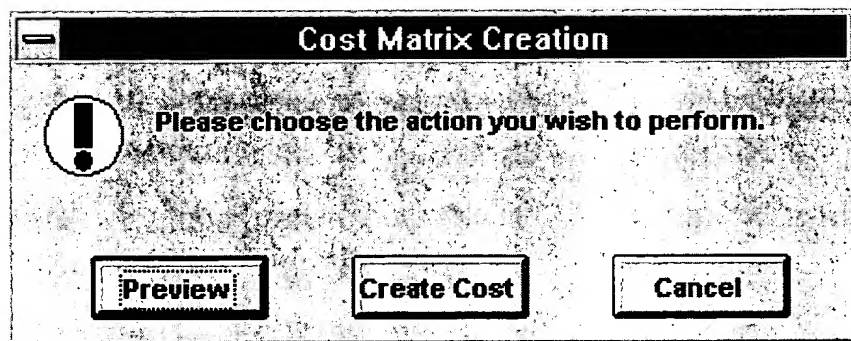 Cost Matrix Creation
Please choose the action you wish to perform.
Preview Create Cost Cancel